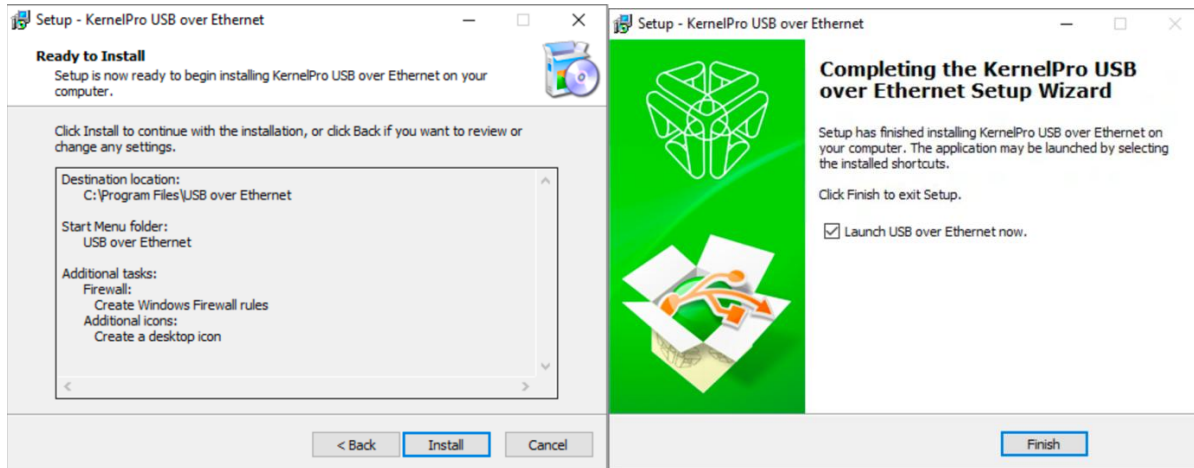 Setup - KernelPro USB over Ethernet
Ready to Install
Setup is now ready to begin installing KernelPro USB over Ethernet on your
computer.
Click Install to continue with the installation, or click Back if you want to review or
change any settings.
Destination location:
C:\Program Files\USB over Ethernet
Start Menu folder:
USB over Ethernet
Additional tasks:
Firewall:
Create Windows Firewall rules
Additional icons:
Create a desktop icon
< Back
Install
Cancel
Setup - KernelPro USB over Ethernet
Completing the KernelPro USB
over Ethernet Setup Wizard
Setup has finished installing KernelPro USB over Ethernet on
your computer. The application may be launched by selecting
the installed shortcuts.
Click Finish to exit Setup.
Launch USB over Ethernet now.
Finish